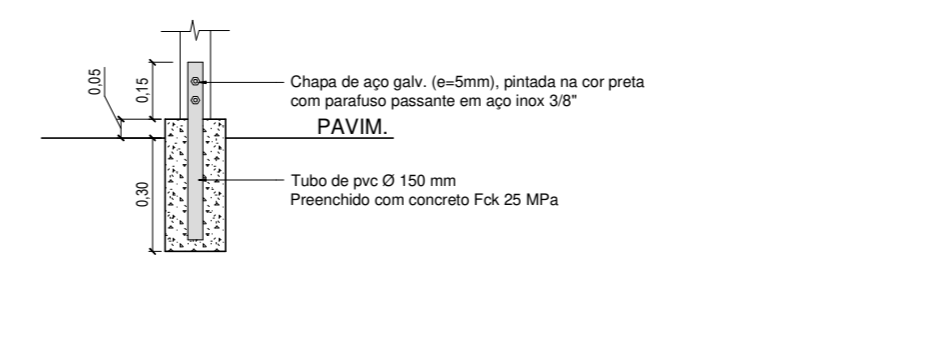 0,05
0,15
Chapa de aço galv. (e=5mm), pintada na cor preta
com parafuso passante em aço inox 3/8"
PAVIM.
0,30
Tubo de pvc Ø 150 mm
Preenchido com concreto Fck 25 MPa